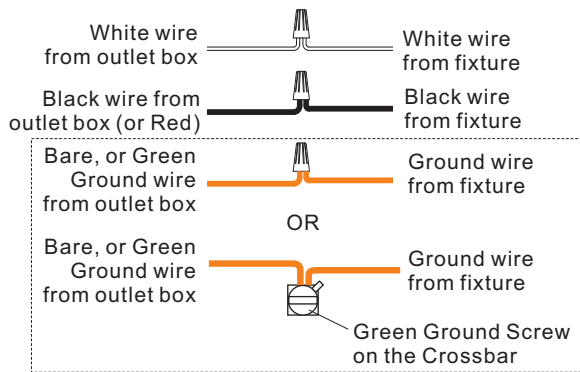 White wire
from outlet box
White wire
from fixture
Black wire from
outlet box (or Red)
Black wire
from fixture
Bare, or Green
Ground wire
from outlet box
Ground wire
from fixture
OR
Bare, or Green
Ground wire
from outlet box
Ground wire
from fixture
Green Ground Screw
on the Crossbar